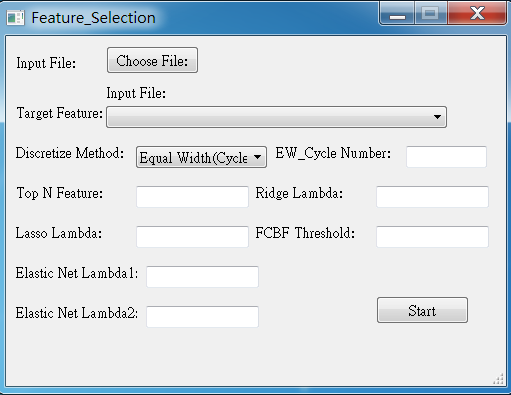 Feature_Selection
Input File: Choose File:
Input File:
Target Feature:
Discretize Method: Equal Width(Cycle EW_Cycle Number:
Top N Feature: Ridge Lambda:
Lasso Lambda: FCBF Threshold:
Elastic Net Lambda1:
Elastic Net Lambda2: Start